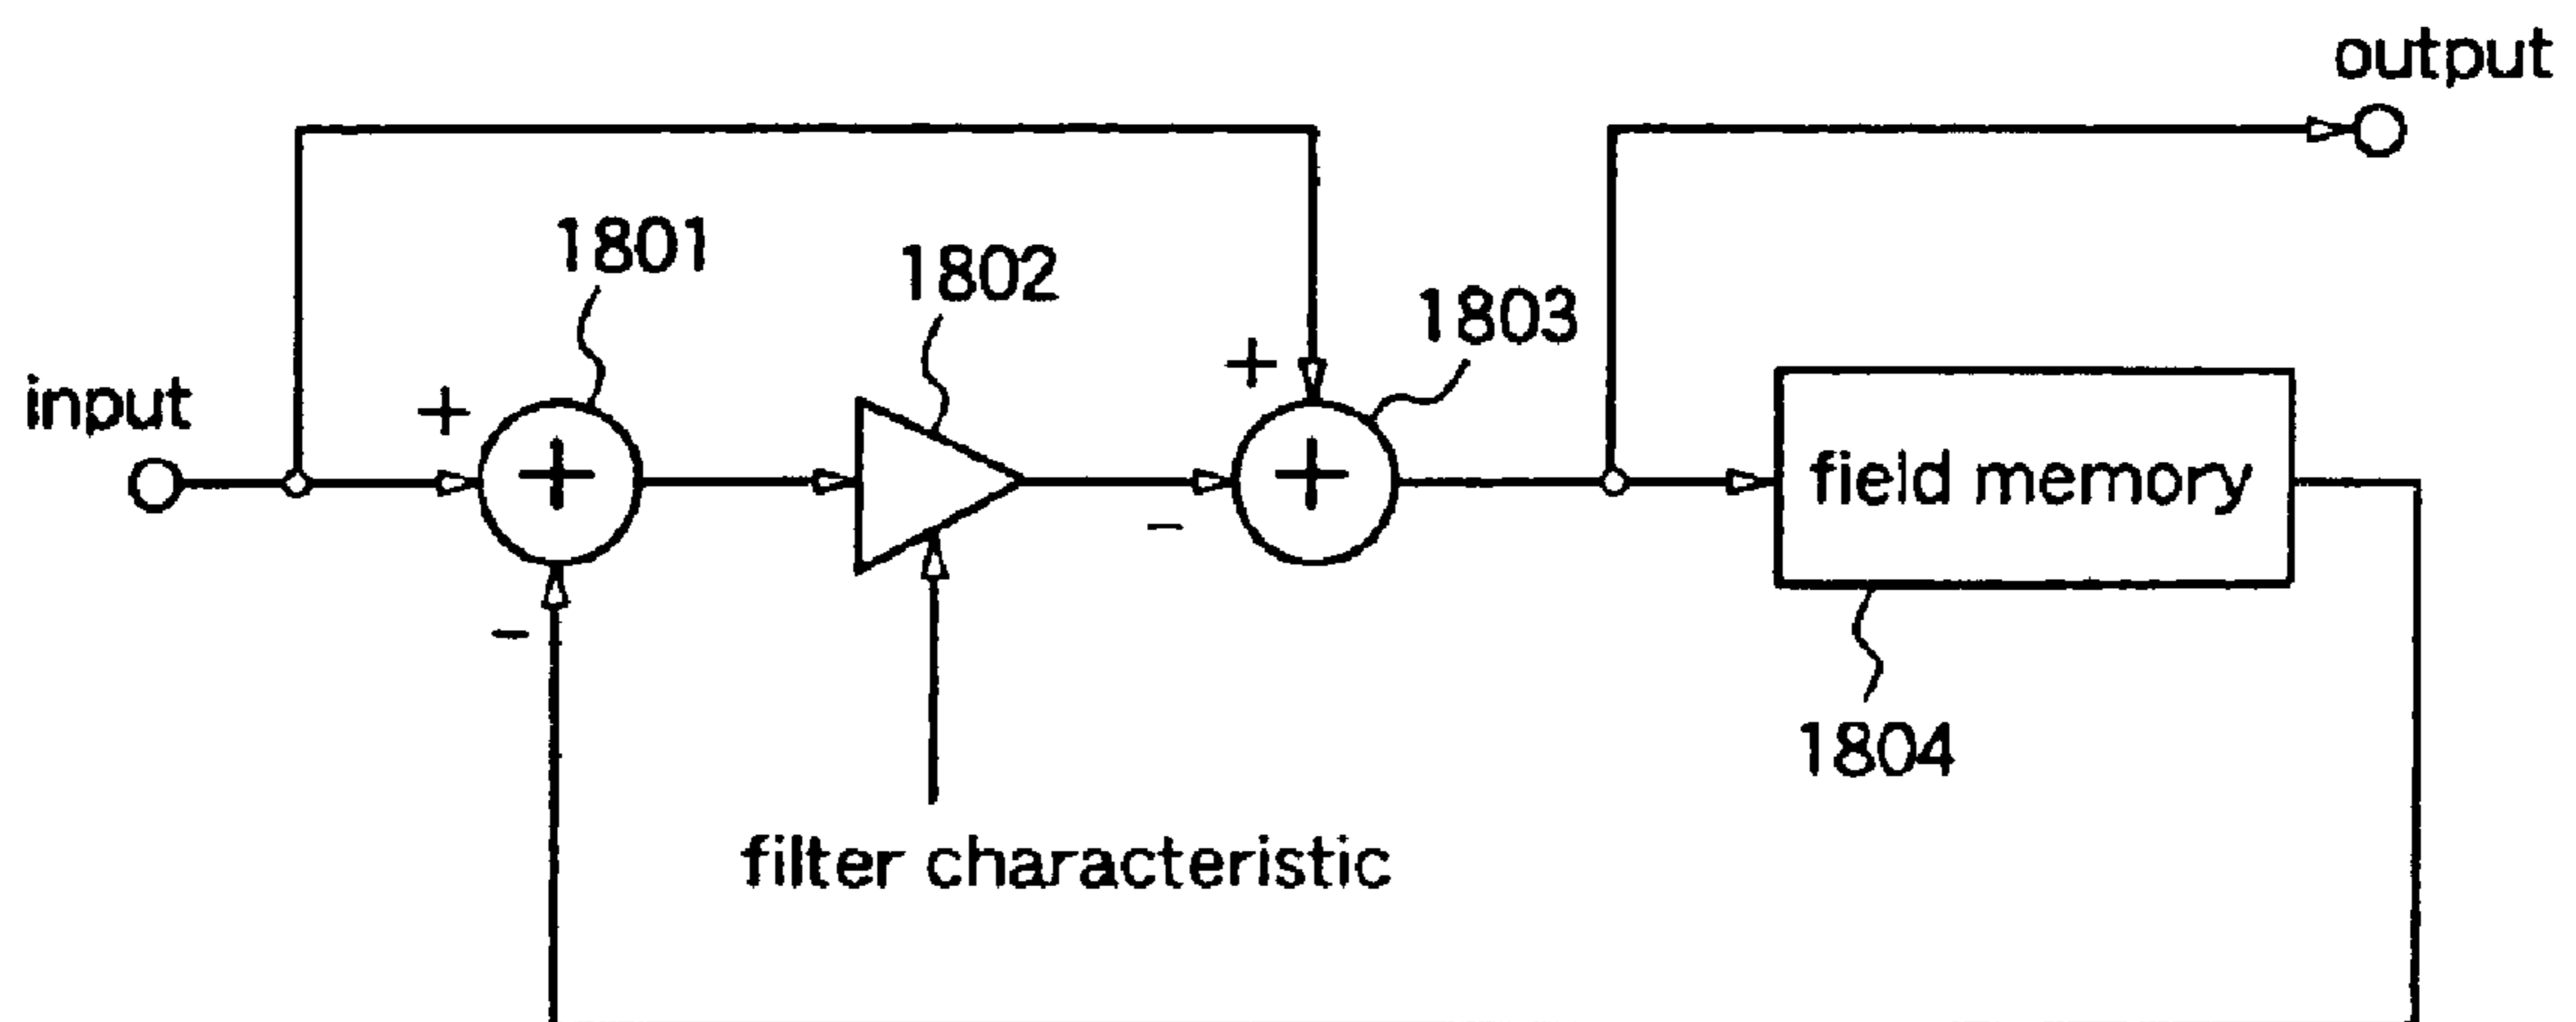 output
1801
1802
1803
input
+
+
+
+
-
field memory
-
1804
filter characteristic